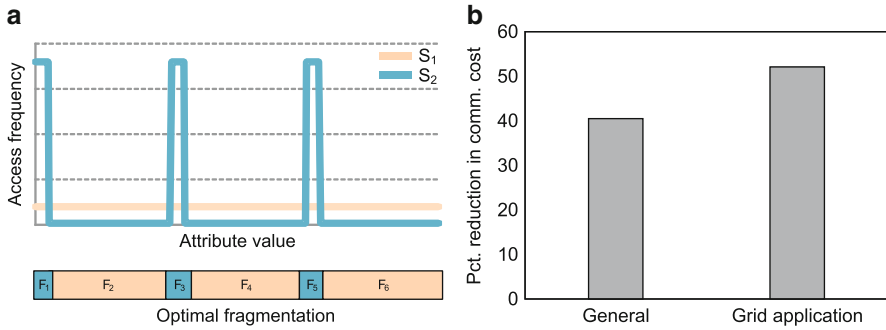 a
Access frequency
S₁
S₂
Attribute value
F₁ F₂ F₃ F₄ F₅ F₆
Optimal fragmentation
b
Pct. reduction in comm. cost
60
50
40
30
20
10
0
General Grid application